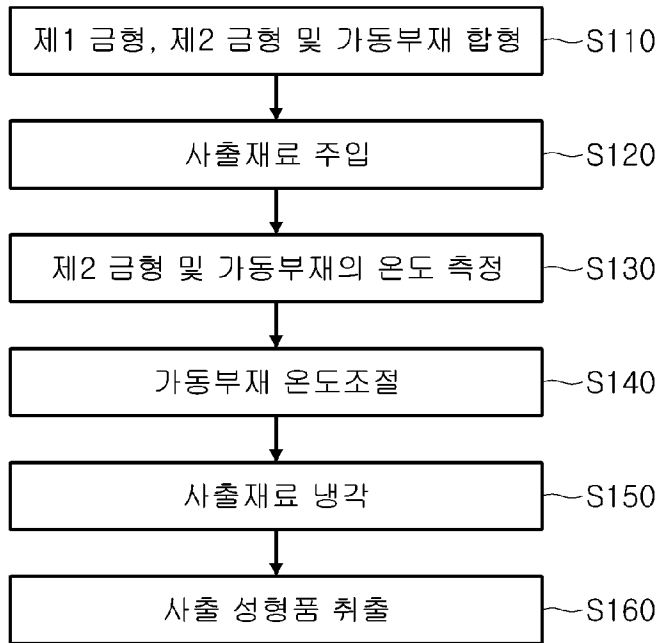 제1 금형, 제2 금형 및 가동부재 합형 S110
사출재료 주입 S120
제2 금형 및 가동부재의 온도 측정 S130
가동부재 온도조절 S140
사출재료 냉각 S150
사출 성형품 취출 S160